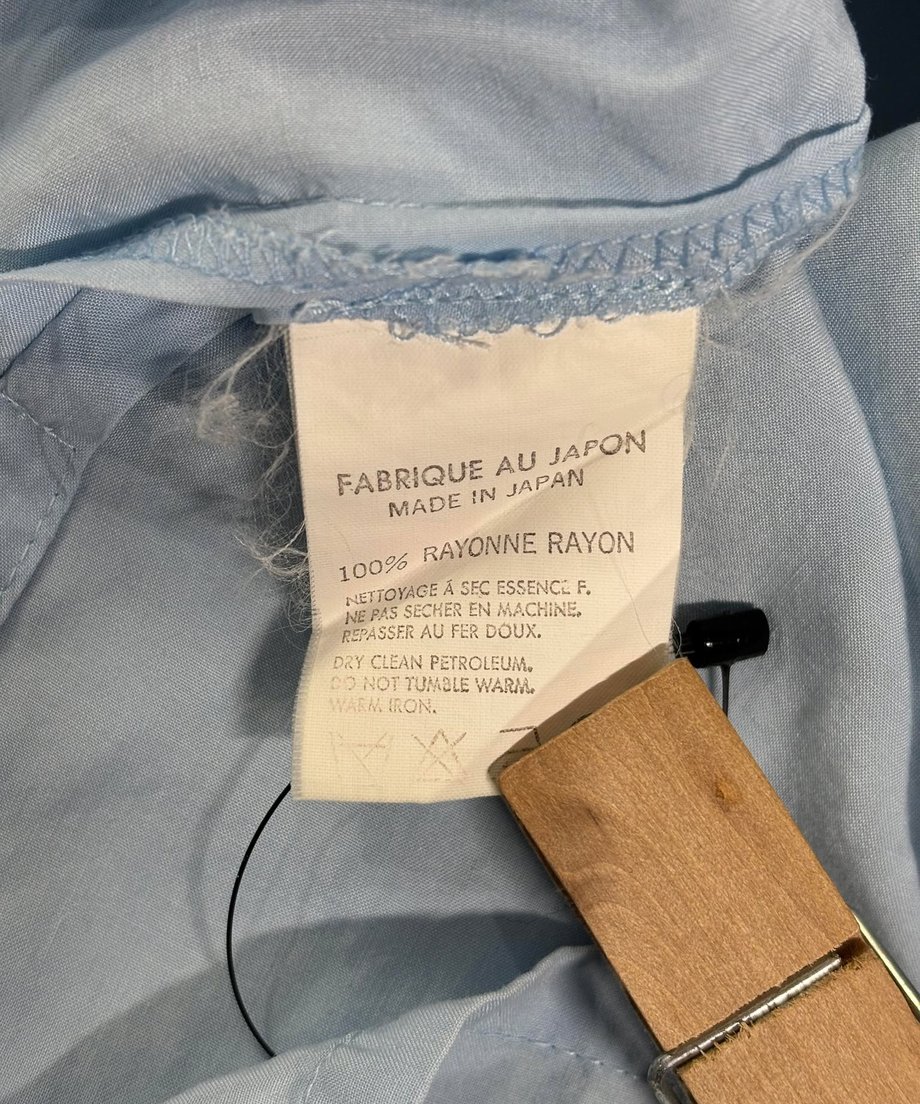 FABRIQUE AU JAPON
MADE IN JAPAN
100% RAYONNE RAYON
NETTOYAGE Á SEC ESSENCE F.
NE PAS SECHER EN MACHINE.
REPASSER AU FER DOUX.
DRY CLEAN PETROLEUM.
DO NOT TUMBLE WARM.
WARM IRON.